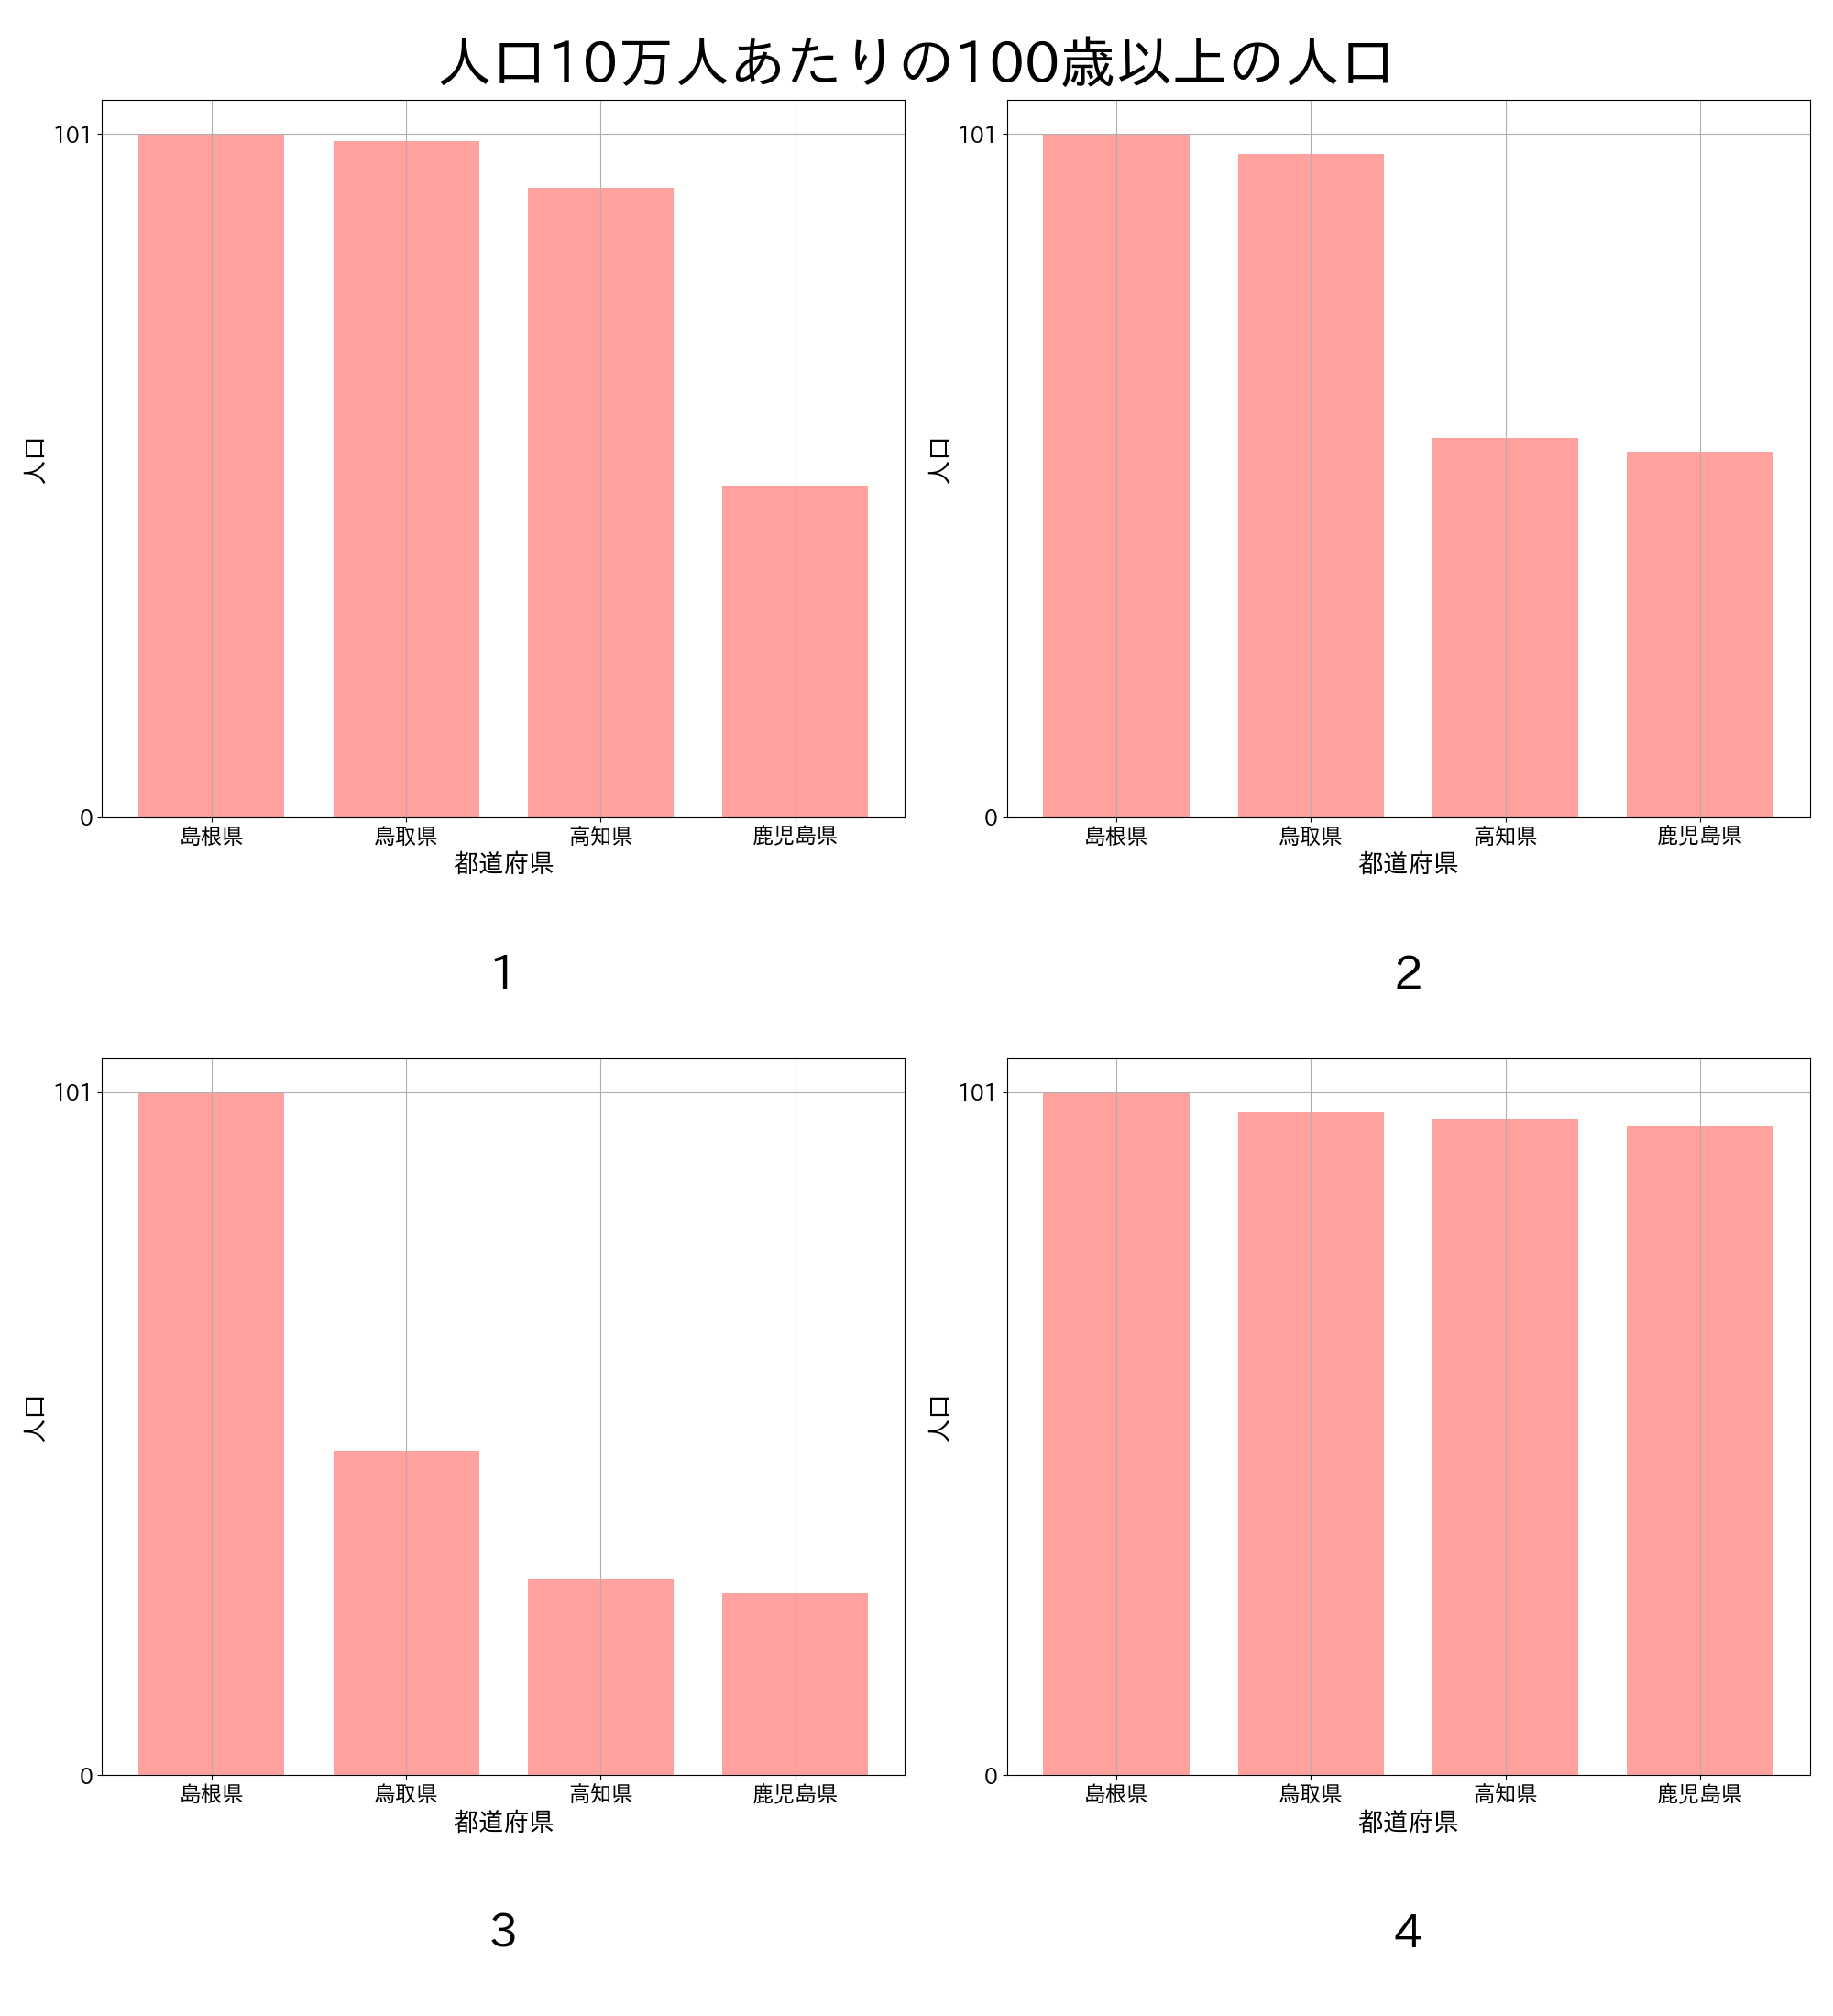 人口10万人あたりの100歳以上の人口
101
0
人口
島根県 鳥取県 高知県 鹿児島県
都道府県
1
101
0
人口
島根県 鳥取県 高知県 鹿児島県
都道府県
2
101
0
人口
島根県 鳥取県 高知県 鹿児島県
都道府県
3
101
0
人口
島根県 鳥取県 高知県 鹿児島県
都道府県
4